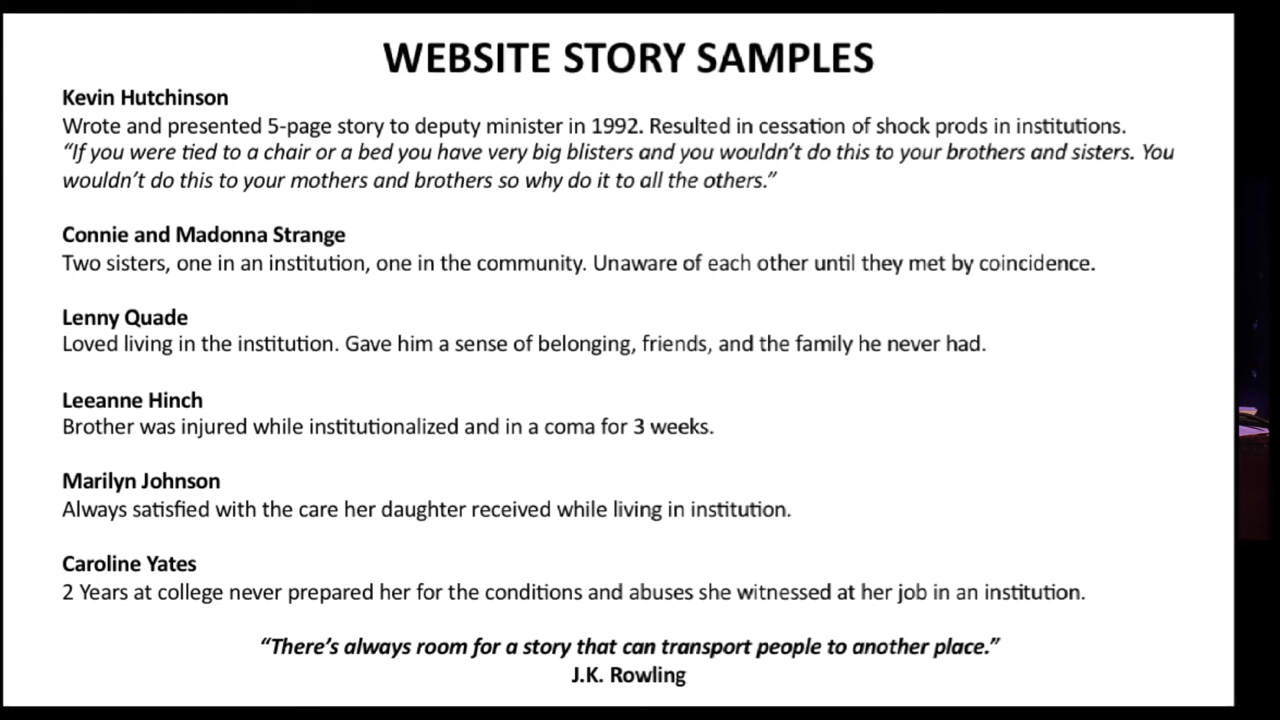 WEBSITE STORY SAMPLES
Kevin Hutchinson
Wrote and presented 5-page story to deputy minister in 1992. Resulted in cessation of shock prods in institutions.
“If you were tied to a chair or a bed you have very big blisters and you wouldn’t do this to your brothers and sisters. You
wouldn’t do this to your mothers and brothers so why do it to all the others.”
Connie and Madonna Strange
Two sisters, one in an institution, one in the community. Unaware of each other until they met by coincidence.
Lenny Quade
Loved living in the institution. Gave him a sense of belonging, friends, and the family he never had.
Leeanne Hinch
Brother was injured while institutionalized and in a coma for 3 weeks.
Marilyn Johnson
Always satisfied with the care her daughter received while living in institution.
Caroline Yates
2 Years at college never prepared her for the conditions and abuses she witnessed at her job in an institution.
“There’s always room for a story that can transport people to another place.”
J.K. Rowling